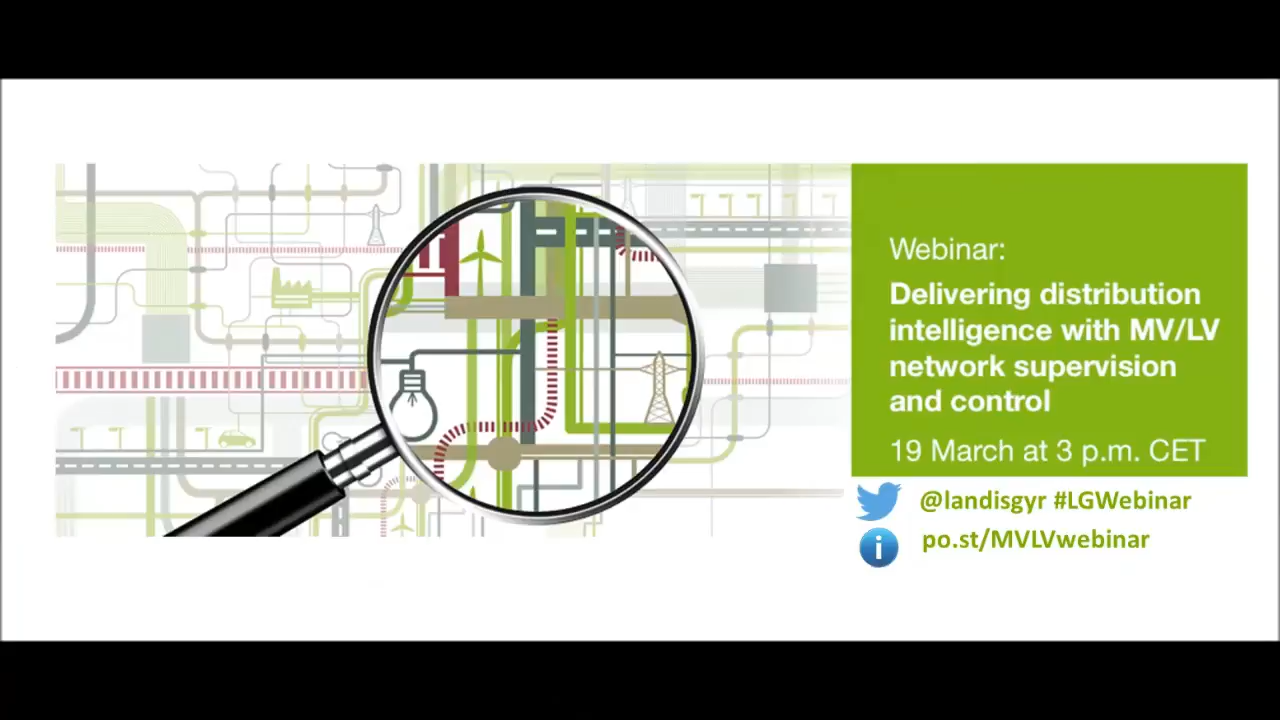 Webinar:
Delivering distribution
intelligence with MV/LV
network supervision
and control
19 March at 3 p.m. CET
@landisgyr #LGWebinar
i po.st/MVLVwebinar